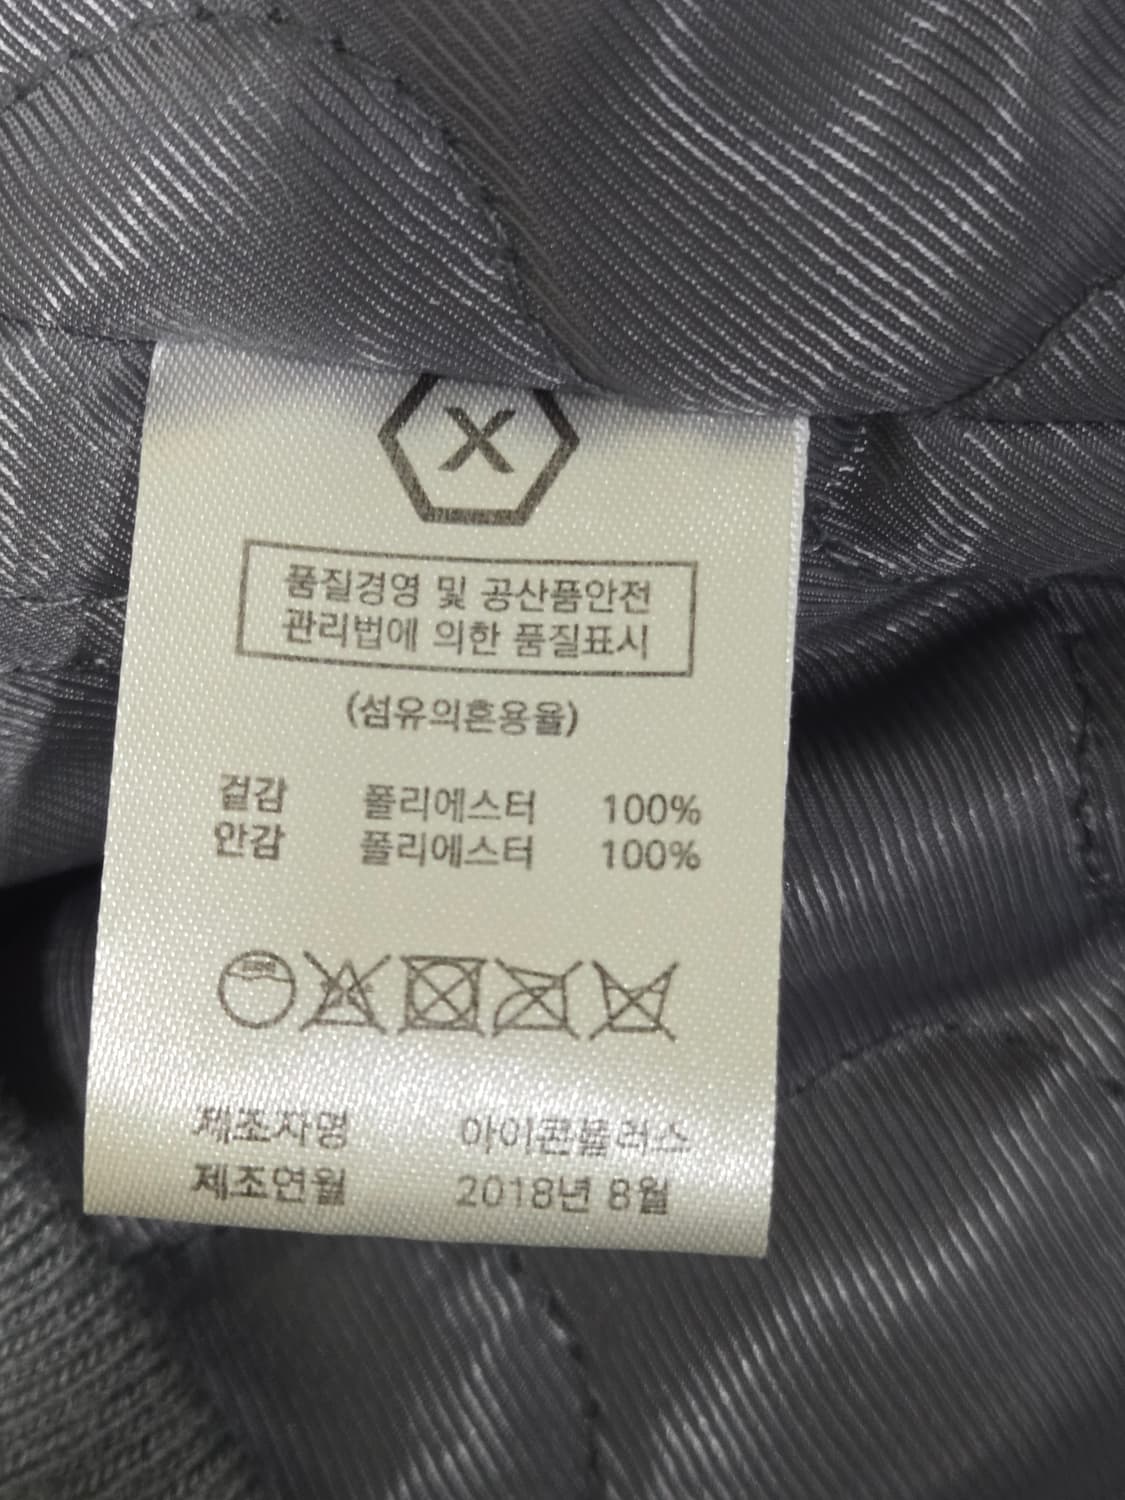 X
품질경영 및 공산품안전
관리법에 의한 품질표시
(섬유의혼용율)
겉감 폴리에스터 100%
안감 폴리에스터 100%
제조자명 아이콘플러스
제조연월 2018년 8월